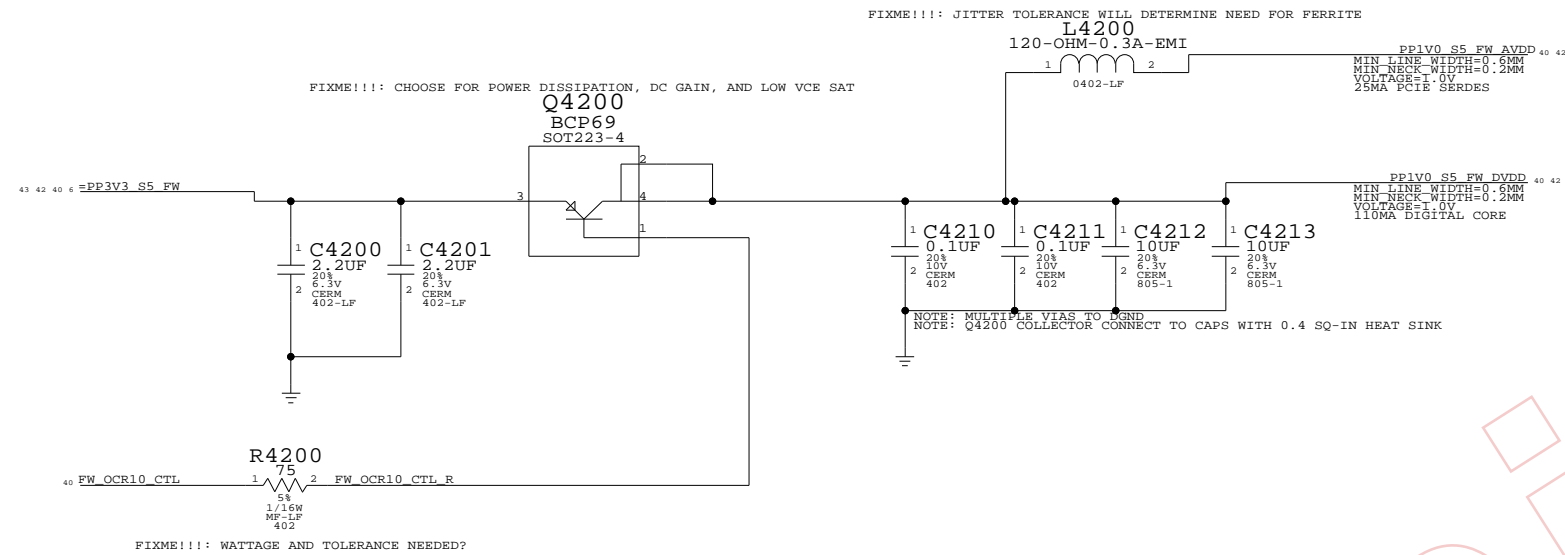 FIXME!!!: JITTER TOLERANCE WILL DETERMINE NEED FOR FERRITE
L4200
120-OHM-0.3A-EMI
1 2
0402-LF
PP1V0_S5_FW_AVDD 40 42
MIN_LINE_WIDTH=0.6MM
MIN_NECK_WIDTH=0.2MM
VOLTAGE=1.0V
25MA PCIE SERDES
FIXME!!!: CHOOSE FOR POWER DISSIPATION, DC GAIN, AND LOW VCE SAT
Q4200
BCP69
SOT223-4
2
43 42 40 6 =PP3V3_S5_FW
3
4
1
PP1V0_S5_FW_DVDD 40 42
MIN_LINE_WIDTH=0.6MM
MIN_NECK_WIDTH=0.2MM
VOLTAGE=1.0V
110MA DIGITAL CORE
1 C4200
2.2UF
20%
6.3V
2 CERM
402-LF
1 C4201
2.2UF
20%
6.3V
2 CERM
402-LF
1 C4210
0.1UF
20%
10V
2 CERM
402
1 C4211
0.1UF
20%
10V
2 CERM
402
1 C4212
10UF
20%
6.3V
2 CERM
805-1
1 C4213
10UF
20%
6.3V
2 CERM
805-1
NOTE: MULTIPLE VIAS TO DGND
NOTE: Q4200 COLLECTOR CONNECT TO CAPS WITH 0.4 SQ-IN HEAT SINK
R4200
75
40 FW_OCR10_CTL 1 2 FW_OCR10_CTL_R
5%
1/16W
MF-LF
402
FIXME!!!: WATTAGE AND TOLERANCE NEEDED?